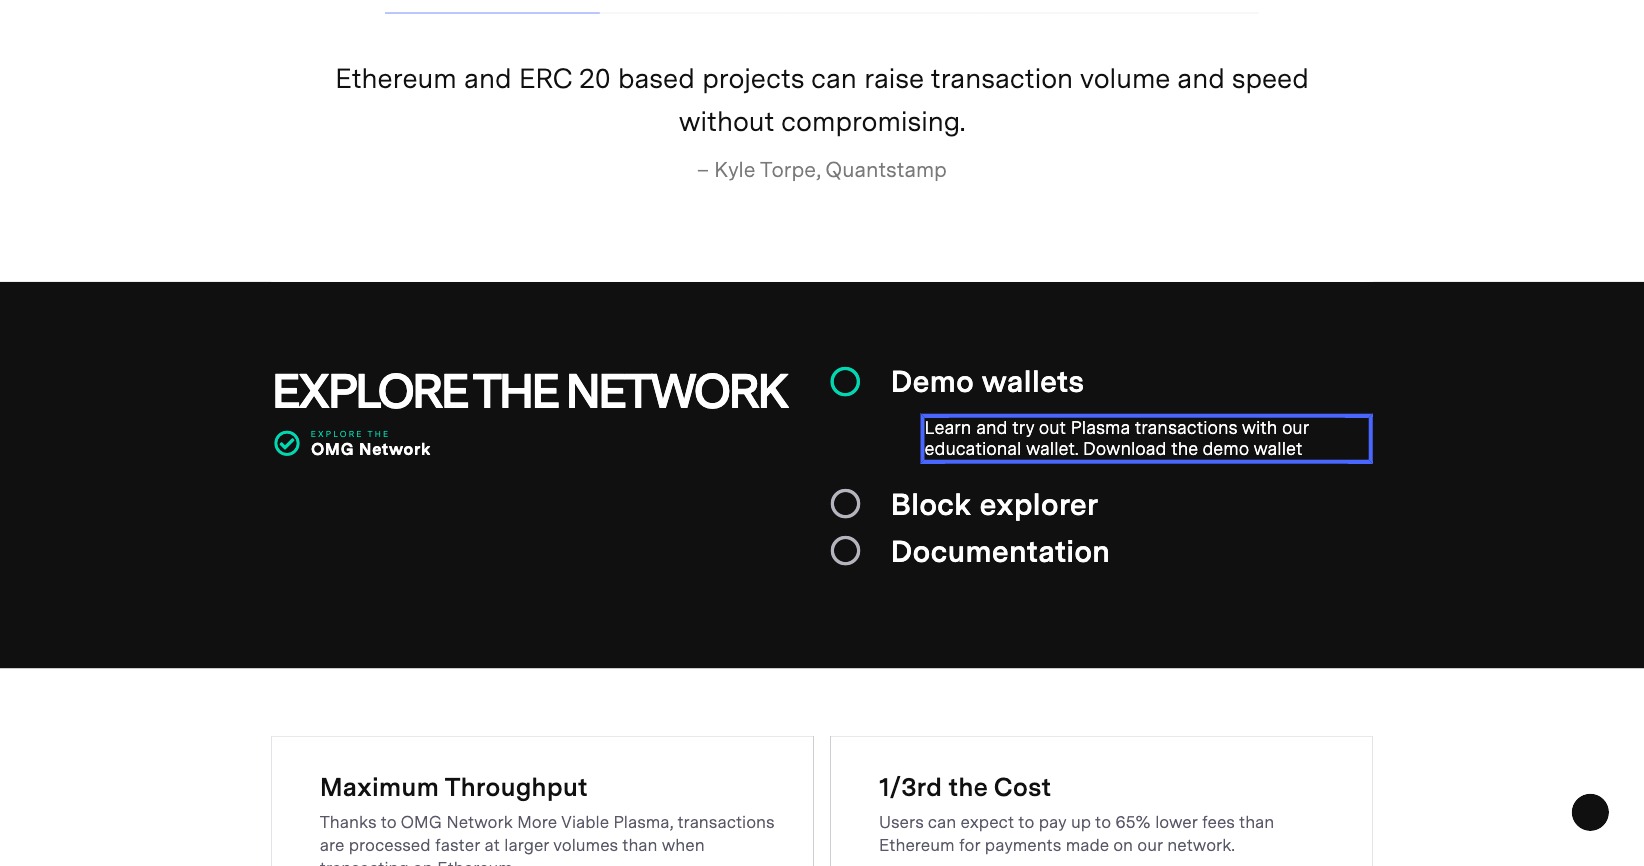 Ethereum and ERC 20 based projects can raise transaction volume and speed
without compromising.
– Kyle Torpe, Quantstamp
EXPLORE THE NETWORK
EXPLORE THE
OMG Network
Demo wallets
Learn and try out Plasma transactions with our
educational wallet. Download the demo wallet
Block explorer
Documentation
Maximum Throughput
Thanks to OMG Network More Viable Plasma, transactions
are processed faster at larger volumes than when
transacting on Ethereum.
1/3rd the Cost
Users can expect to pay up to 65% lower fees than
Ethereum for payments made on our network.